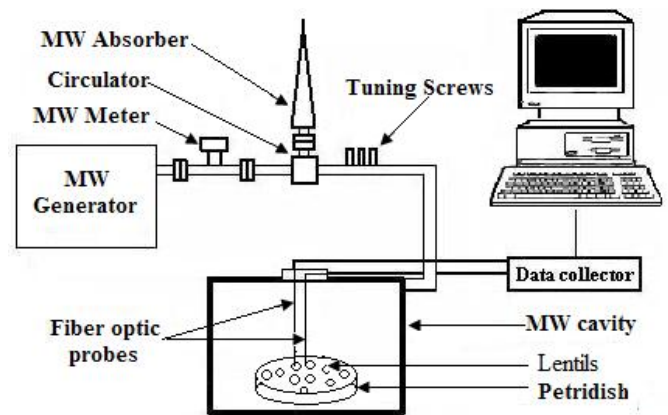 MW Absorber
Circulator
MW Meter
Tuning Screws
MW
Generator
Data collector
Fiber optic
probes
MW cavity
Lentils
Petridish